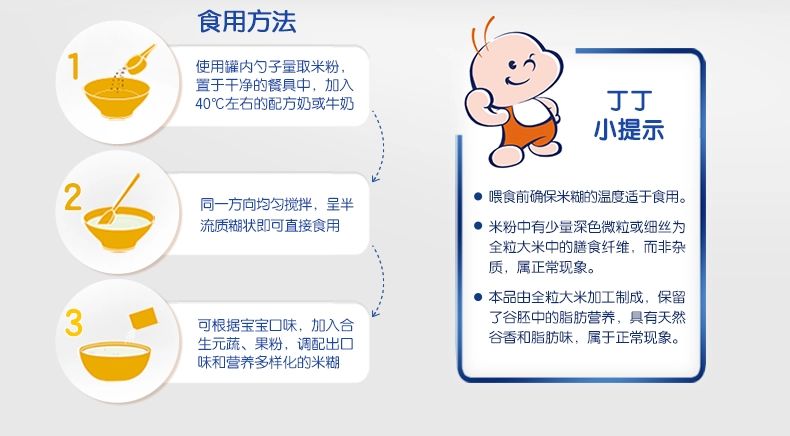 食用方法
1
使用罐内勺子量取米粉，
置于干净的餐具中，加入
40℃左右的配方奶或牛奶
2
同一方向均匀搅拌，呈半
流质糊状即可直接食用
3
可根据宝宝口味，加入合
生元蔬、果粉，调配出口
味和营养多样化的米糊
丁丁
小提示
● 喂食前确保米糊的温度适于食用。
● 米粉中有少量深色微粒或细丝为
全粒大米中的膳食纤维，而非杂
质，属正常现象。
● 本品由全粒大米加工制成，保留
了谷胚中的脂肪营养，具有天然
谷香和脂肪味，属于正常现象。